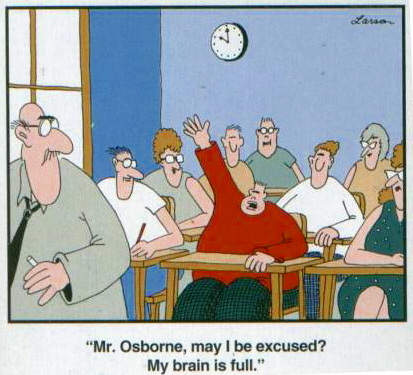 Larson
"Mr. Osborne, may I be excused?
My brain is full."